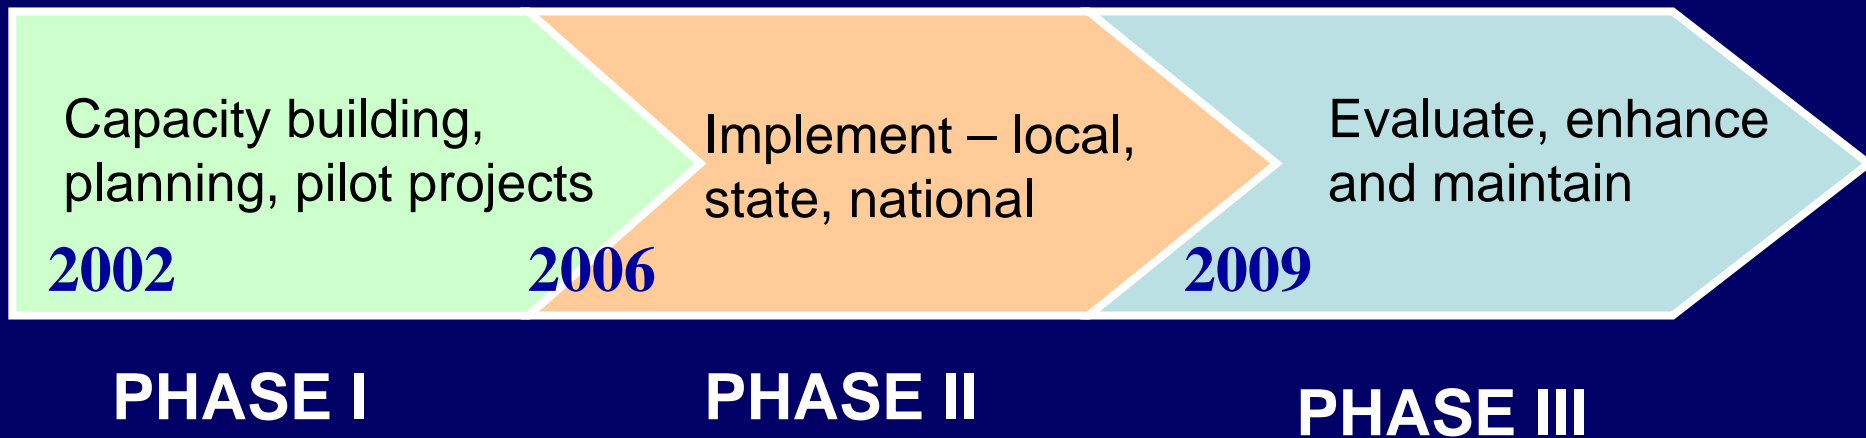 Capacity building,
planning, pilot projects
2002
Implement – local,
state, national
2006
Evaluate, enhance
and maintain
2009
PHASE I
PHASE II
PHASE III